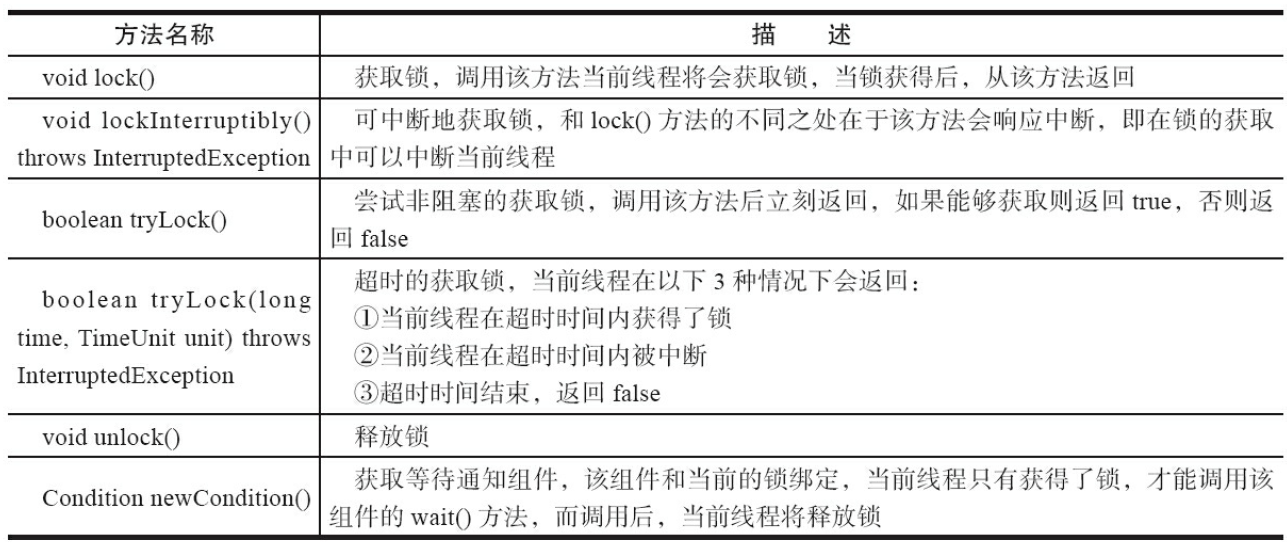 方法名称 描 述
void lock() 获取锁，调用该方法当前线程将会获取锁，当锁获得后，从该方法返回
void lockInterruptibly()
throws InterruptedException
可中断地获取锁，和 lock() 方法的不同之处在于该方法会响应中断，即在锁的获取
中可以中断当前线程
boolean tryLock()
尝试非阻塞的获取锁，调用该方法后立刻返回，如果能够获取则返回 true，否则返
回 false
boolean tryLock(long
time, TimeUnit unit) throws
InterruptedException
超时的获取锁，当前线程在以下 3 种情况下会返回：
①当前线程在超时时间内获得了锁
②当前线程在超时时间内被中断
③超时时间结束，返回 false
void unlock() 释放锁
Condition newCondition()
获取等待通知组件，该组件和当前的锁绑定，当前线程只有获得了锁，才能调用该
组件的 wait() 方法，而调用后，当前线程将释放锁